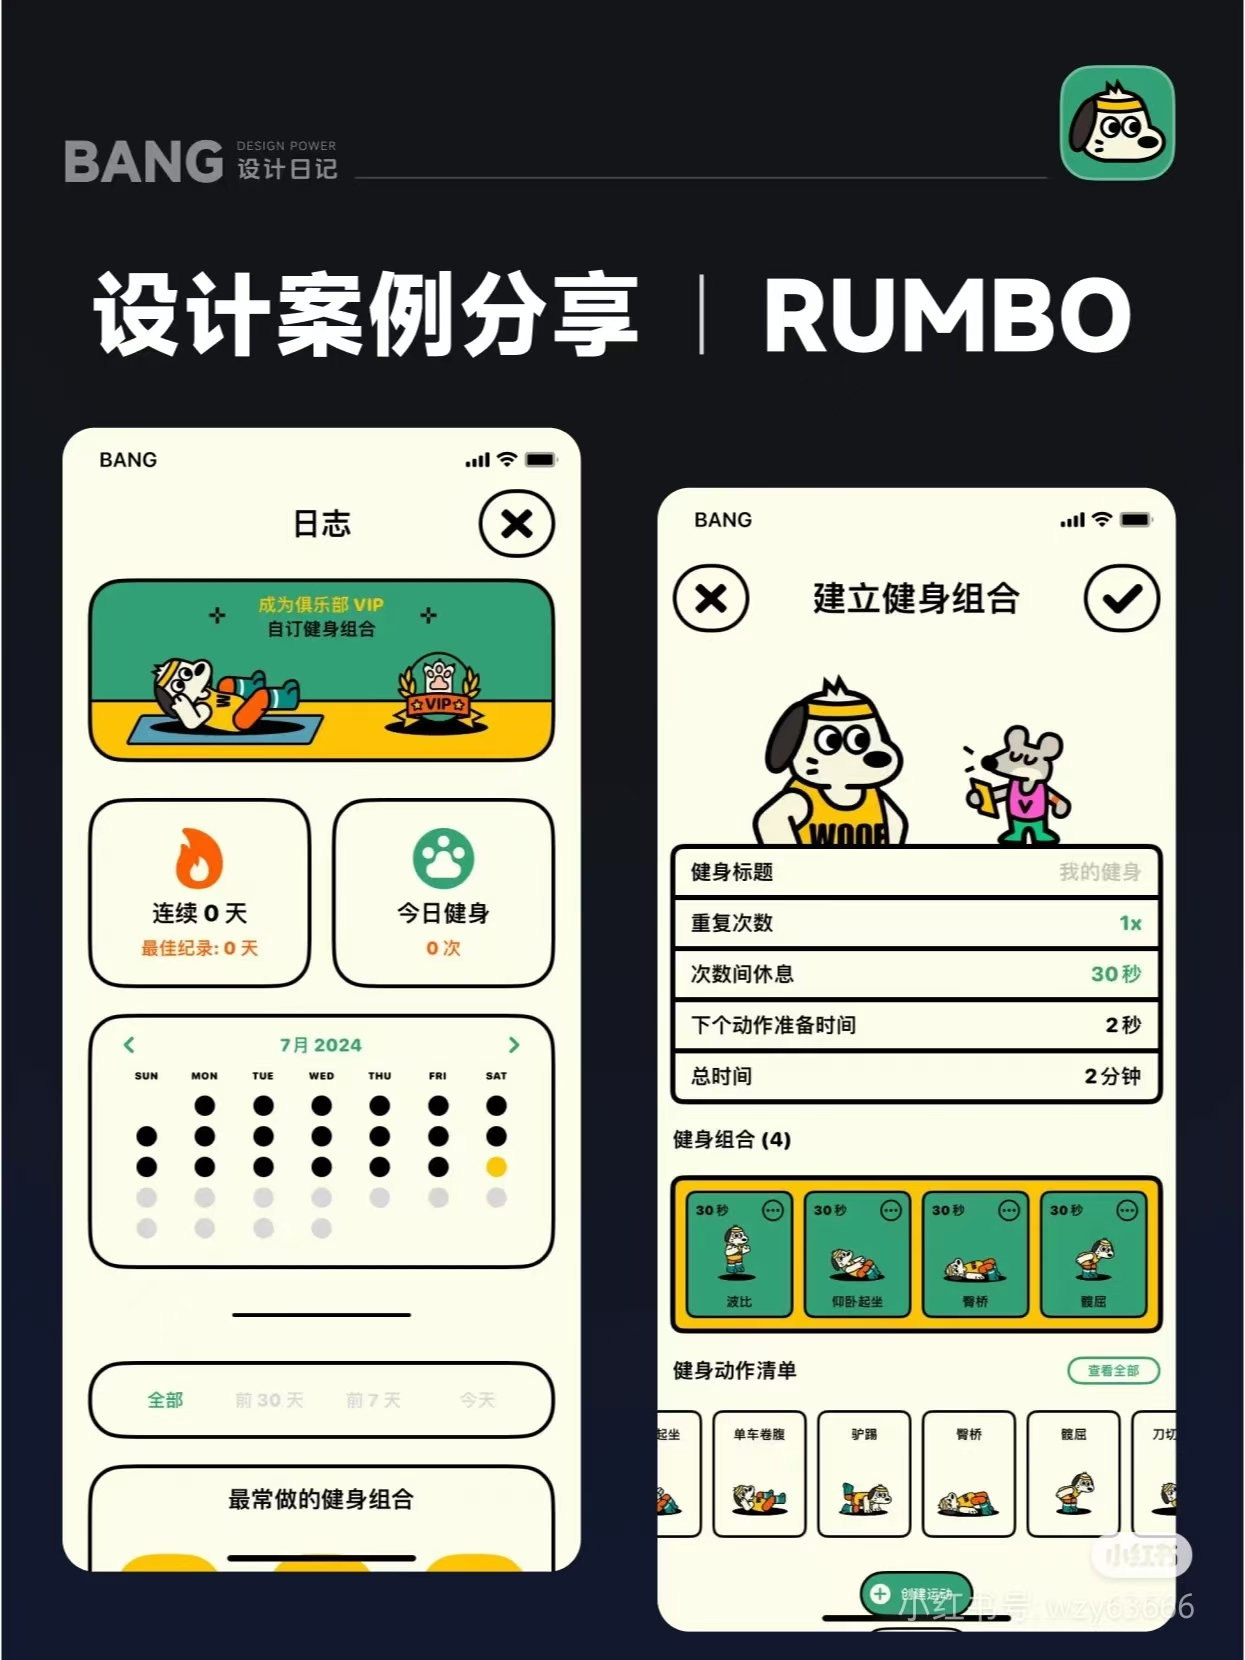 BANG
DESIGN POWER
设计日记
设计案例分享 | RUMBO
BANG
日志
成为俱乐部 VIP
自订健身组合
W
VIP
连续 0 天
最佳纪录: 0 天
今日健身
0 次
7月 2024
SUN MON TUE WED THU FRI SAT
全部 前 30 天 前 7 天 今天
最常做的健身组合
BANG
建立健身组合
WOOF
V
健身标题 我的健身
重复次数 1x
次数间休息 30 秒
下个动作准备时间 2 秒
总时间 2 分钟
健身组合 (4)
30 秒 30 秒 30 秒 30 秒
波比 仰卧起坐 臀桥 髋屈
健身动作清单 查看全部
起坐 单车卷腹 驴踢 臀桥 髋屈 刀切
创建运动
小红书
小红书号: wzy63666